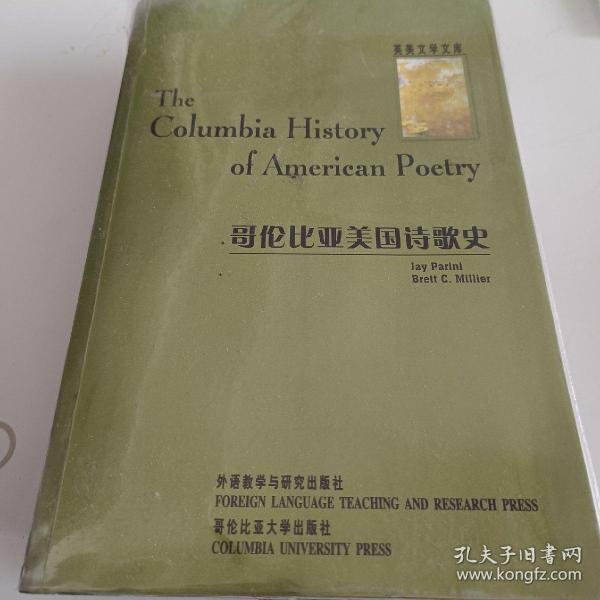 英美文学文库
The
Columbia History
of American Poetry
哥伦比亚美国诗歌史
Jay Parini
Brett C. Millier
外语教学与研究出版社
FOREIGN LANGUAGE TEACHING AND RESEARCH PRESS
哥伦比亚大学出版社
COLUMBIA UNIVERSITY PRESS
孔夫子旧书网
www.kongfz.com